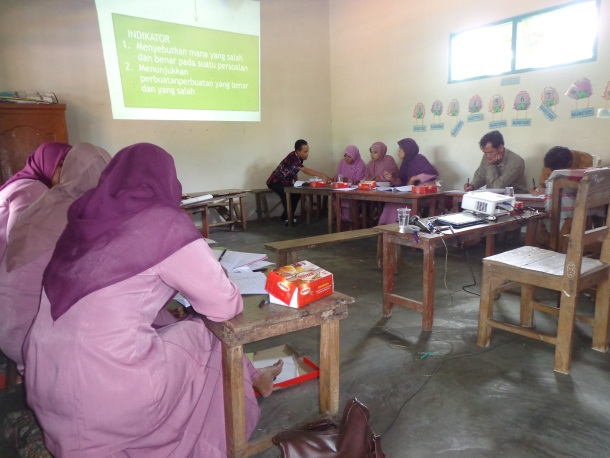 INDIKATOR
1. Menyebutkan mana yang salah
dan benar pada suatu persoalan
2. Menunjukkan
perbuatanperbuatan yang benar
dan yang salah